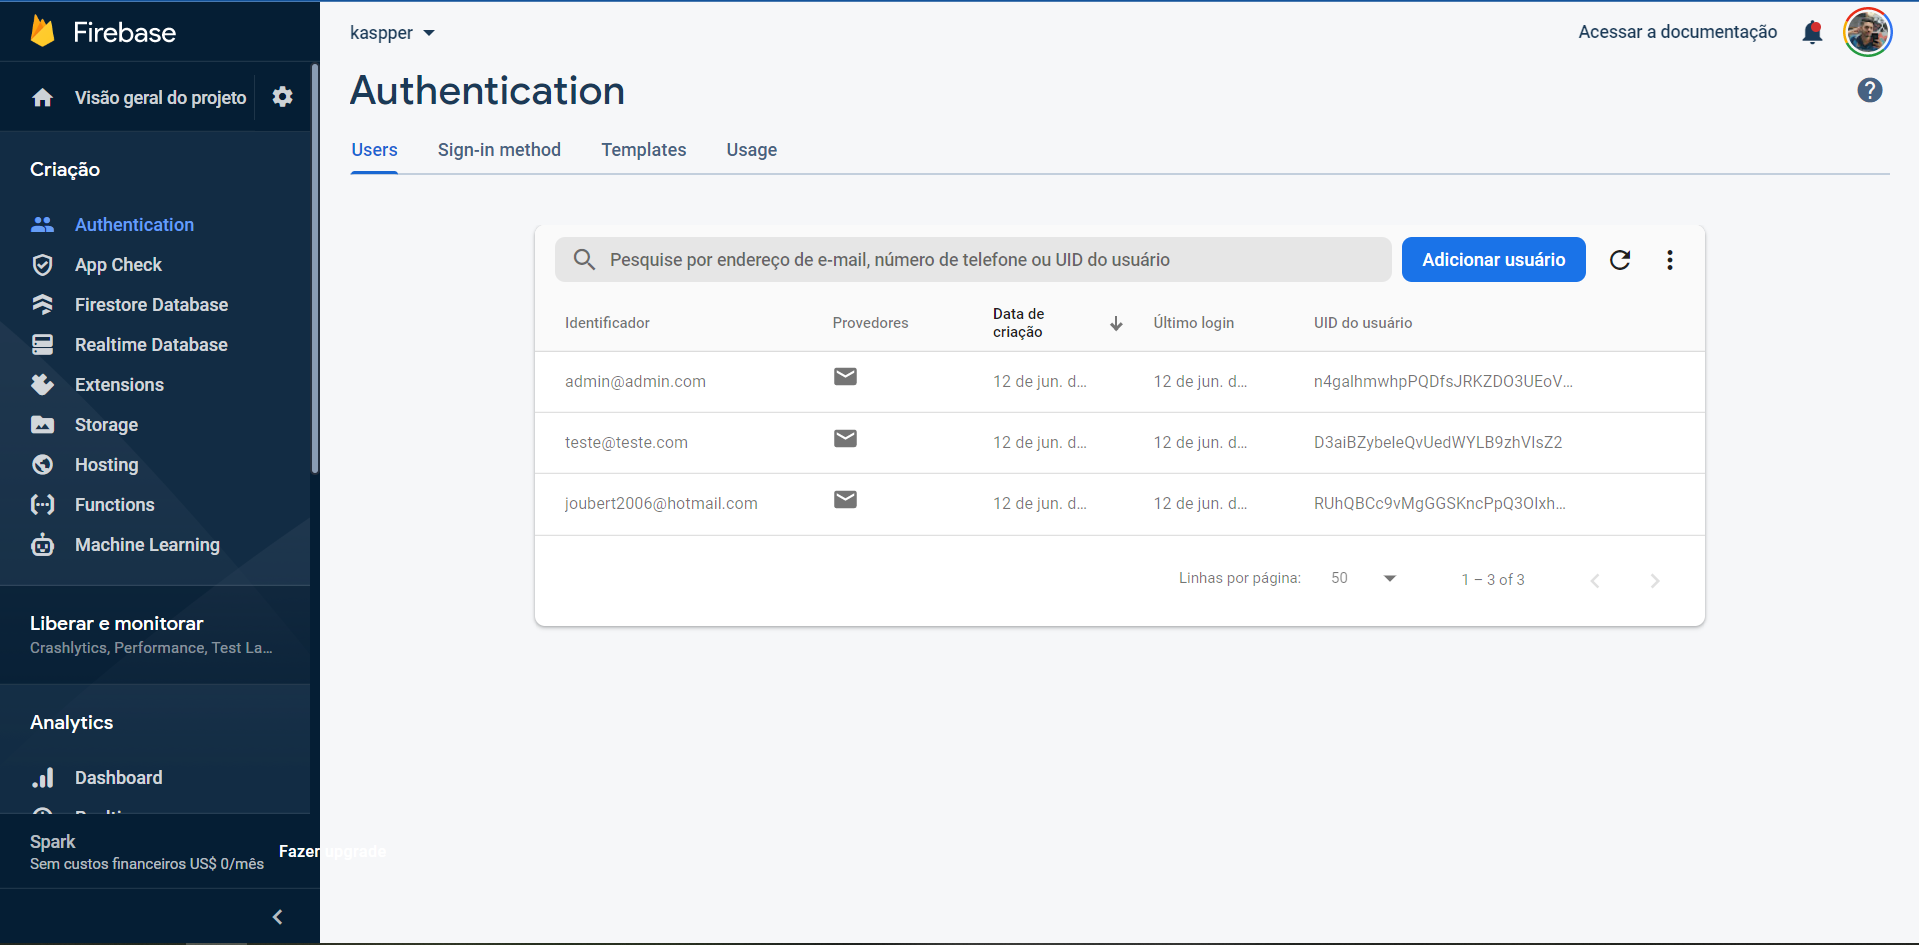 Firebase
Visão geral do projeto
Criação
Authentication
App Check
Firestore Database
Realtime Database
Extensions
Storage
Hosting
Functions
Machine Learning
Liberar e monitorar
Crashlytics, Performance, Test La...
Analytics
Dashboard
Spark
Sem custos financeiros US$ 0/mês
Fazer upgrade
kaspper
Acessar a documentação
Authentication
Users Sign-in method Templates Usage
Pesquise por endereço de e-mail, número de telefone ou UID do usuário
Adicionar usuário
Identificador Provedores Data de criação Último login UID do usuário
admin@admin.com 12 de jun. d... 12 de jun. d... n4galhmwhpPQDfsJRKZDO3UEoV...
teste@teste.com 12 de jun. d... 12 de jun. d... D3aiBZybeleQvUedWYLB9zhVIsZ2
joubert2006@hotmail.com 12 de jun. d... 12 de jun. d... RUhQBCc9vMgGGSKncPpQ3OIxh...
Linhas por página: 50 1 – 3 of 3